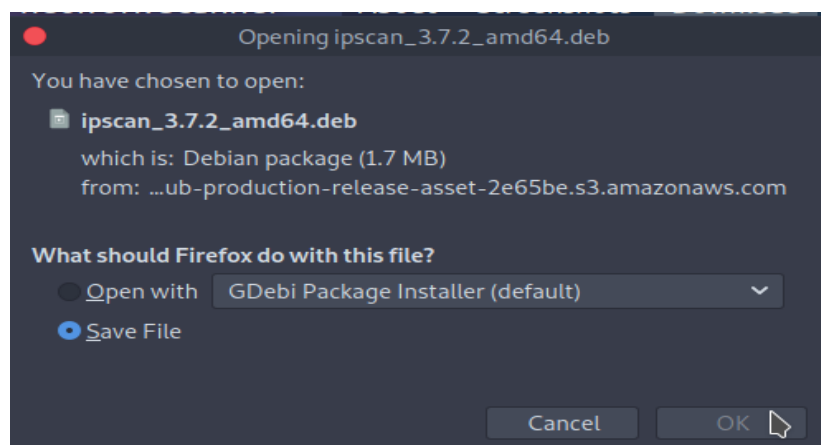 Opening ipscan_3.7.2_amd64.deb
You have chosen to open:
ipscan_3.7.2_amd64.deb
which is: Debian package (1.7 MB)
from: ...ub-production-release-asset-2e65be.s3.amazonaws.com
What should Firefox do with this file?
Open with GDebi Package Installer (default)
Save File
Cancel OK